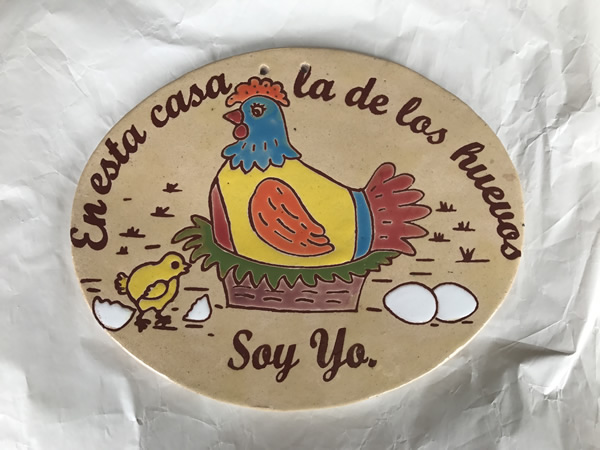 En esta casa la de los huevos
Soy Yo.